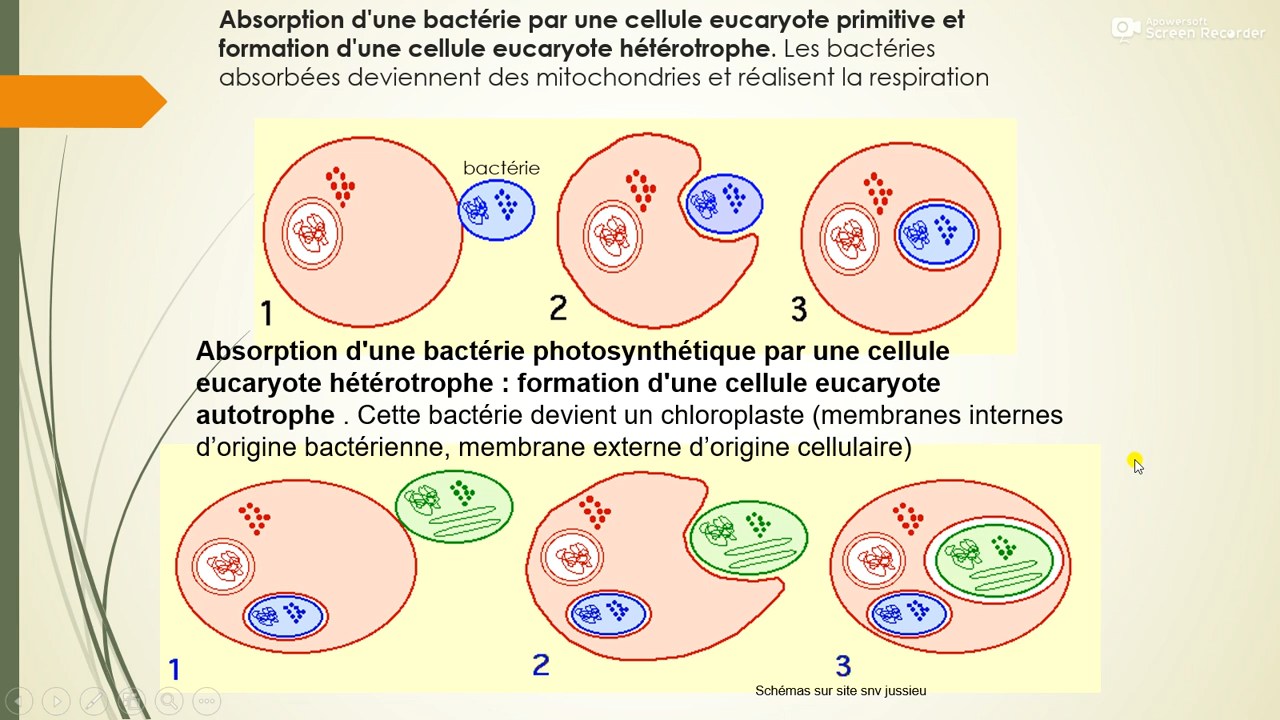 Absorption d'une bactérie par une cellule eucaryote primitive et
formation d'une cellule eucaryote hétérotrophe. Les bactéries
absorbées deviennent des mitochondries et réalisent la respiration
Apowersoft
Screen Recorder
bactérie
1
2
3
Absorption d'une bactérie photosynthétique par une cellule
eucaryote hétérotrophe : formation d'une cellule eucaryote
autotrophe . Cette bactérie devient un chloroplaste (membranes internes
d’origine bactérienne, membrane externe d’origine cellulaire)
1
2
3
Schémas sur site snv jussieu